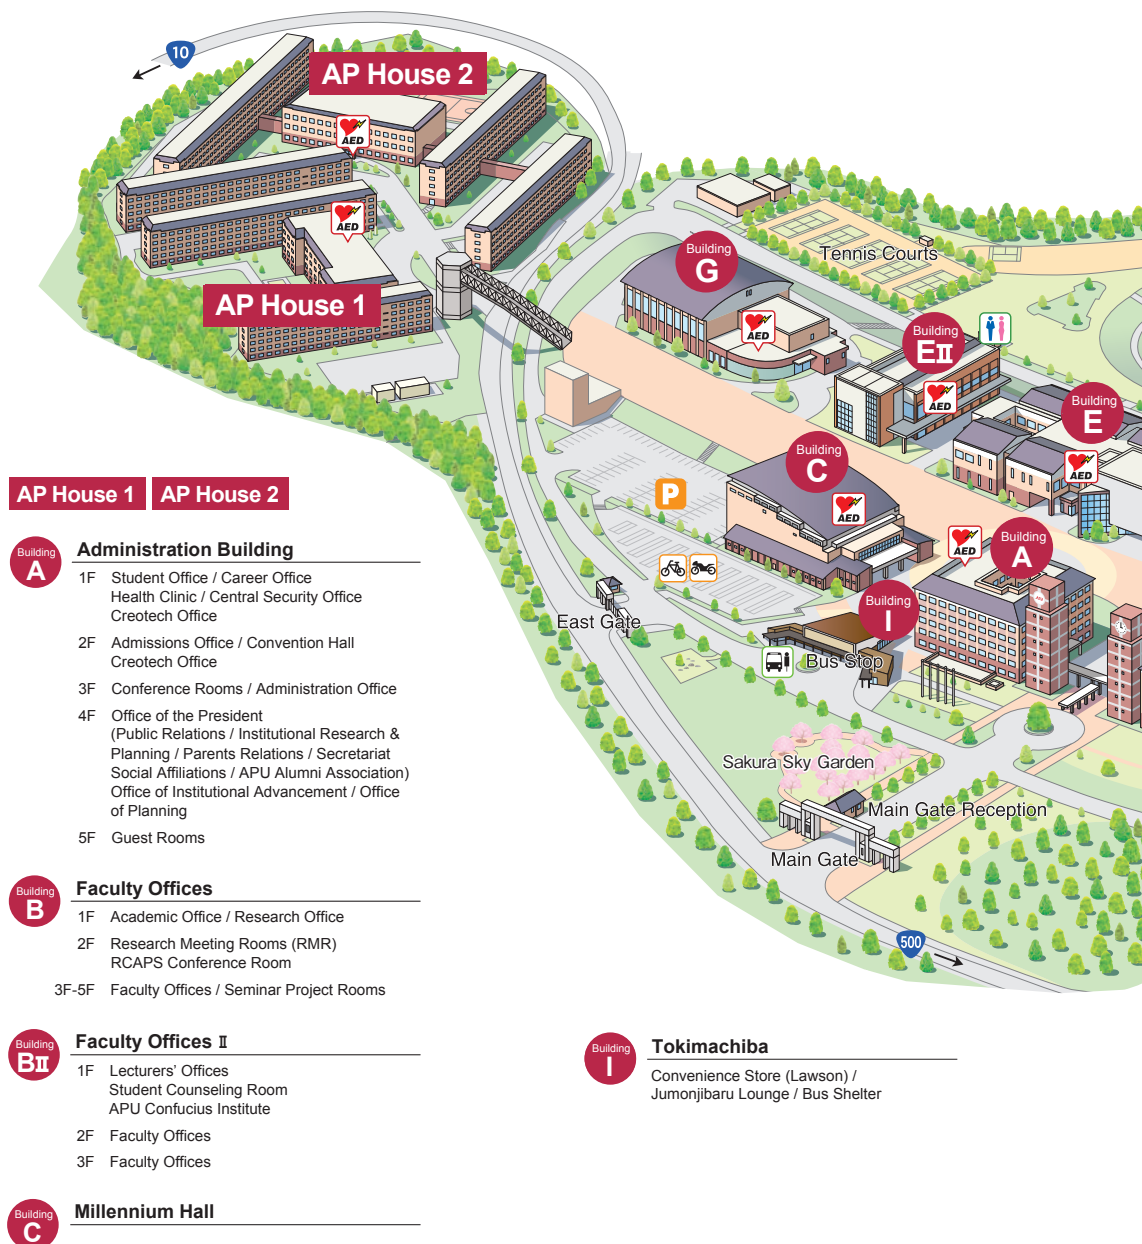 10
AP House 2
AED
AED
AP House 1
Building
G
Tennis Courts
AED
Building
EⅡ
AED
Building
E
AED
Building
C
AED
P
AED
Building
A
Building
I
East Gate
Bus Stop
Sakura Sky Garden
Main Gate Reception
Main Gate
500
AP House 1
AP House 2
Building
A
Administration Building
1F Student Office / Career Office
Health Clinic / Central Security Office
Creotech Office
2F Admissions Office / Convention Hall
Creotech Office
3F Conference Rooms / Administration Office
4F Office of the President
(Public Relations / Institutional Research &
Planning / Parents Relations / Secretariat
Social Affiliations / APU Alumni Association)
Office of Institutional Advancement / Office
of Planning
5F Guest Rooms
Building
B
Faculty Offices
1F Academic Office / Research Office
2F Research Meeting Rooms (RMR)
RCAPS Conference Room
3F-5F Faculty Offices / Seminar Project Rooms
Building
BⅡ
Faculty Offices Ⅱ
1F Lecturers' Offices
Student Counseling Room
APU Confucius Institute
2F Faculty Offices
3F Faculty Offices
Building
C
Millennium Hall
Building
I
Tokimachiba
Convenience Store (Lawson) /
Jumonjibaru Lounge / Bus Shelter